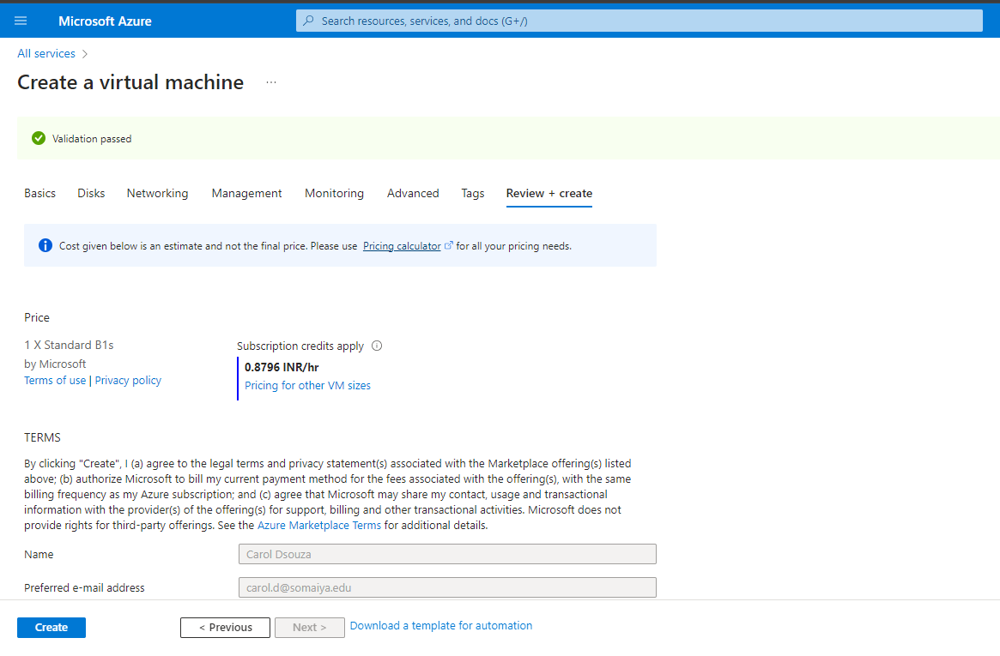 Microsoft Azure
Search resources, services, and docs (G+/)
All services >
Create a virtual machine ...
Validation passed
Basics Disks Networking Management Monitoring Advanced Tags Review + create
Cost given below is an estimate and not the final price. Please use Pricing calculator for all your pricing needs.
Price
1 X Standard B1s
by Microsoft
Terms of use | Privacy policy
Subscription credits apply
0.8796 INR/hr
Pricing for other VM sizes
TERMS
By clicking "Create", I (a) agree to the legal terms and privacy statement(s) associated with the Marketplace offering(s) listed
above; (b) authorize Microsoft to bill my current payment method for the fees associated with the offering(s), with the same
billing frequency as my Azure subscription; and (c) agree that Microsoft may share my contact, usage and transactional
information with the provider(s) of the offering(s) for support, billing and other transactional activities. Microsoft does not
provide rights for third-party offerings. See the Azure Marketplace Terms for additional details.
Name Carol Dsouza
Preferred e-mail address carol.d@somaiya.edu
Create < Previous Next > Download a template for automation